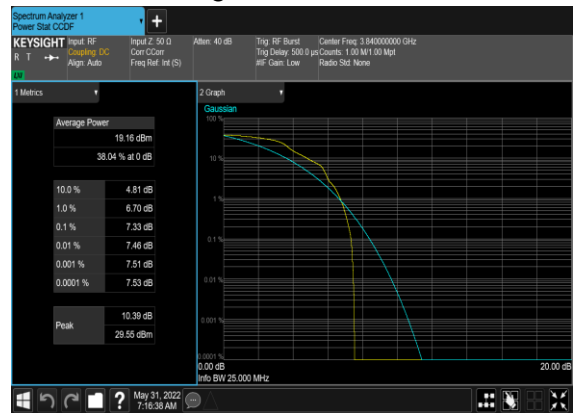 Spectrum Analyzer 1
Power Stat CCDF
KEYSIGHT
R T
LW
Input: RF
Coupling: DC
Align: Auto
Input Z: 50 Ω
Corr CCorr
Freq Ref: Int (S)
Atten: 40 dB
Trig: RF Burst
Trig Delay: 500.0 µs
#IF Gain: Low
Center Freq: 3.840000000 GHz
Counts: 1.00 M/1.00 Mpt
Radio Std: None
1 Metrics
Average Power
19.16 dBm
38.04 % at 0 dB
10.0 % 4.81 dB
1.0 % 6.70 dB
0.1 % 7.33 dB
0.01 % 7.46 dB
0.001 % 7.51 dB
0.0001 % 7.53 dB
Peak
10.39 dB
29.55 dBm
2 Graph
Gaussian
100 %
10 %
1 %
0.1 %
0.01 %
0.001 %
0.0001 %
0.00 dB 20.00 dB
Info BW 25.000 MHz
May 31, 2022
7:16:38 AM